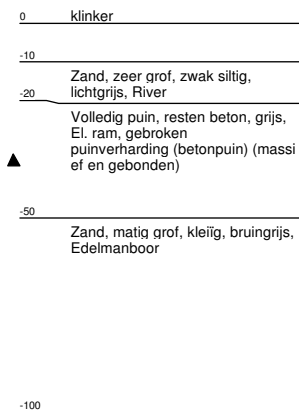 0 klinker
-10
Zand, zeer grof, zwak siltig,
-20 lichtgrijs, River
Volledig puin, resten beton, grijs,
El. ram, gebroken
puinverharding (betonpuin) (massi
ef en gebonden)
-50
Zand, matig grof, kleiïg, bruingrijs,
Edelmanboor
-100